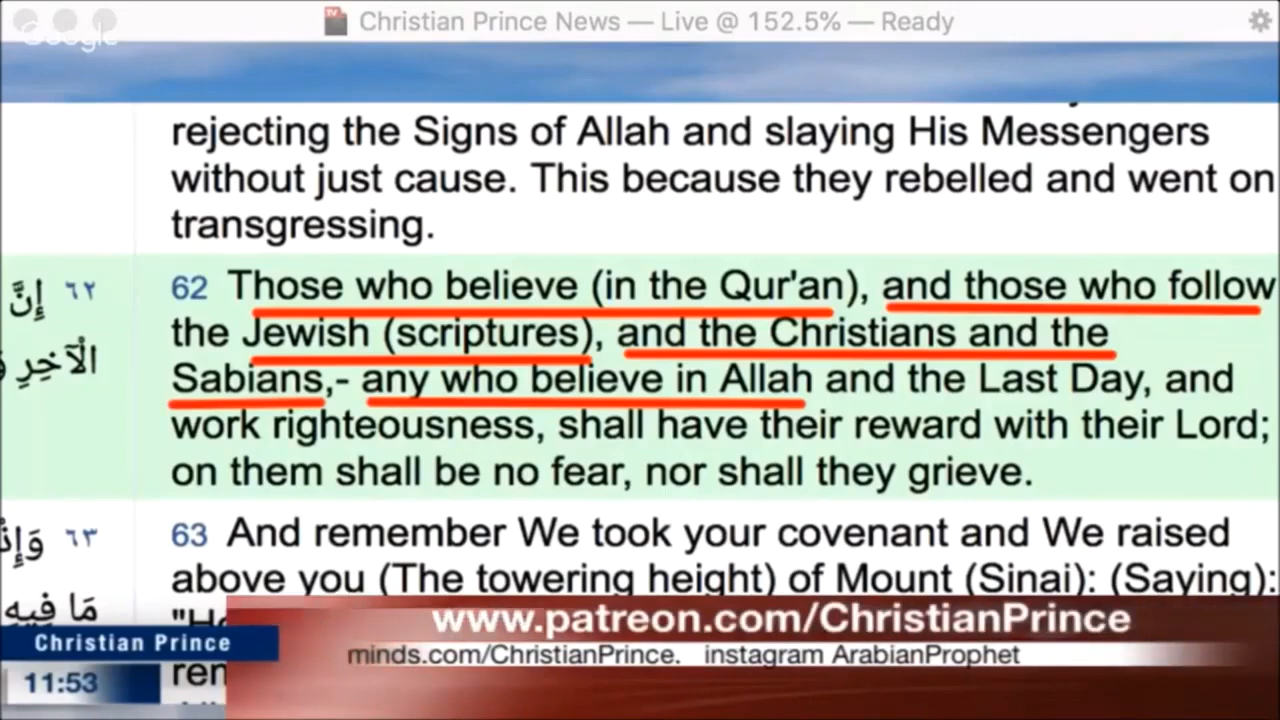 Christian Prince News — Live @ 152.5% — Ready
Google
rejecting the Signs of Allah and slaying His Messengers
without just cause. This because they rebelled and went on
transgressing.
إِنَّ ٦٢ 62 Those who believe (in the Qur'an), and those who follow
الْآخِرِ the Jewish (scriptures), and the Christians and the
Sabians,- any who believe in Allah and the Last Day, and
work righteousness, shall have their reward with their Lord;
on them shall be no fear, nor shall they grieve.
٦٣ 63 And remember We took your covenant and We raised
above you (The towering height) of Mount (Sinai): (Saying):
مَا فِيهِ
www.patreon.com/ChristianPrince
Christian Prince
minds.com/ChristianPrince. instagram ArabianProphet
11:53